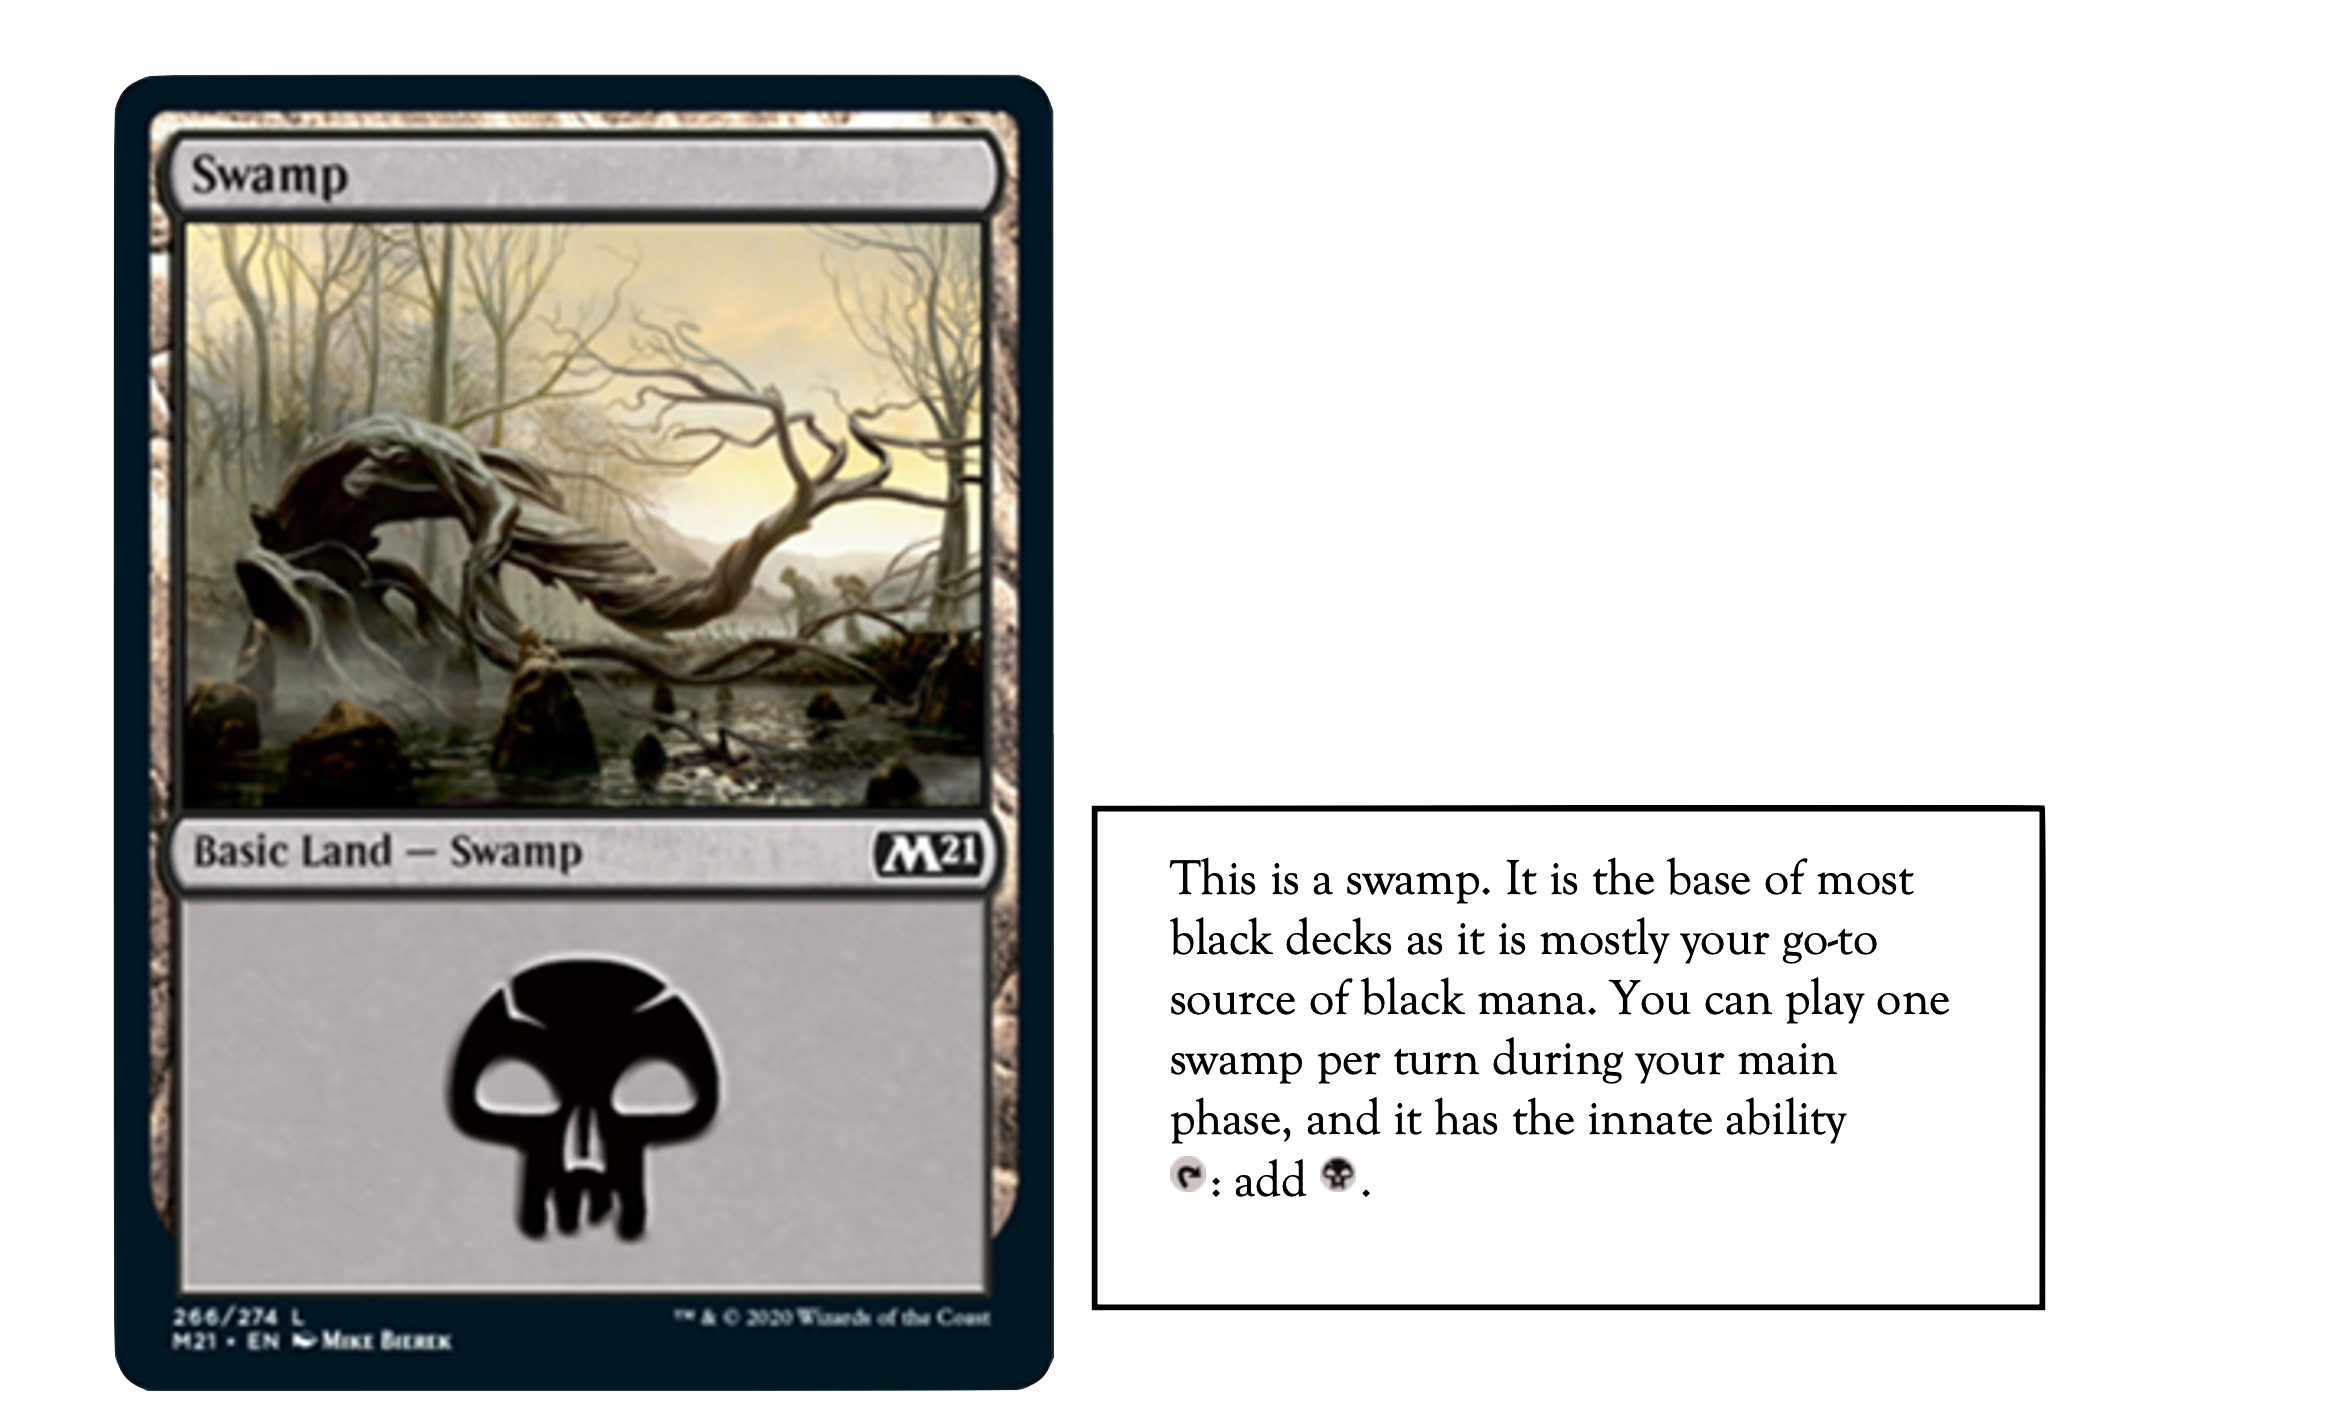 Swamp
Basic Land — Swamp
M21
This is a swamp. It is the base of most
black decks as it is mostly your go-to
source of black mana. You can play one
swamp per turn during your main
phase, and it has the innate ability
: add .
266/274 L
M21 • EN Mike Bierek
™ & © 2020 Wizards of the Coast